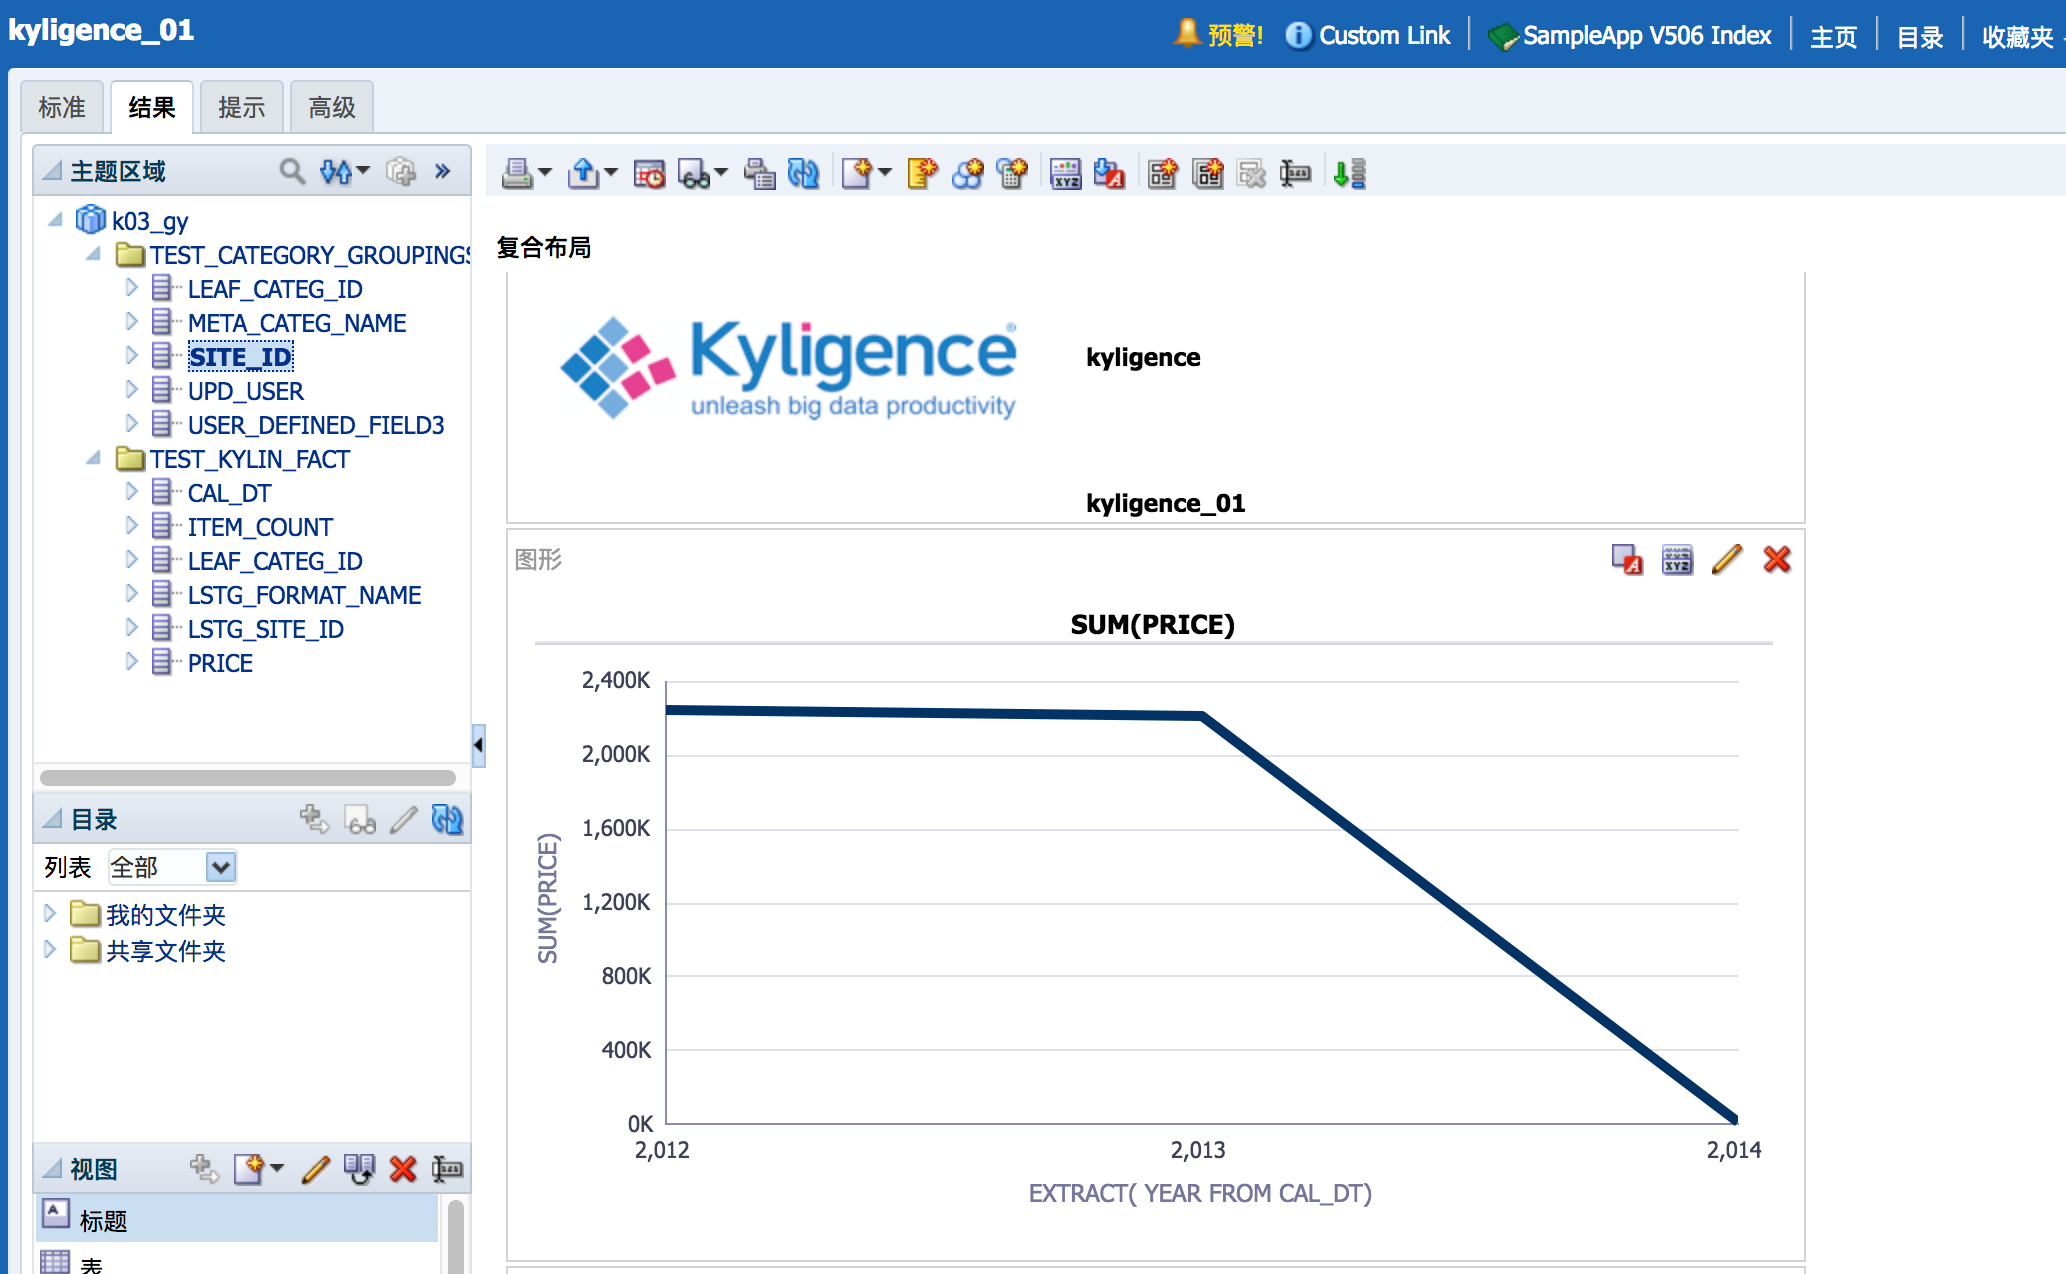 kyligence_01
预警!
Custom Link
SampleApp V506 Index
主页
目录
收藏夹
标准
结果
提示
高级
主题区域
k03_gy
TEST_CATEGORY_GROUPINGS
LEAF_CATEG_ID
META_CATEG_NAME
SITE_ID
UPD_USER
USER_DEFINED_FIELD3
TEST_KYLIN_FACT
CAL_DT
ITEM_COUNT
LEAF_CATEG_ID
LSTG_FORMAT_NAME
LSTG_SITE_ID
PRICE
目录
列表 全部
我的文件夹
共享文件夹
视图
标题
表
复合布局
Kyligence®
unleash big data productivity
kyligence
kyligence_01
图形
SUM(PRICE)
2,400K
2,000K
1,600K
1,200K
800K
400K
0K
SUM(PRICE)
2,012 2,013 2,014
EXTRACT( YEAR FROM CAL_DT)